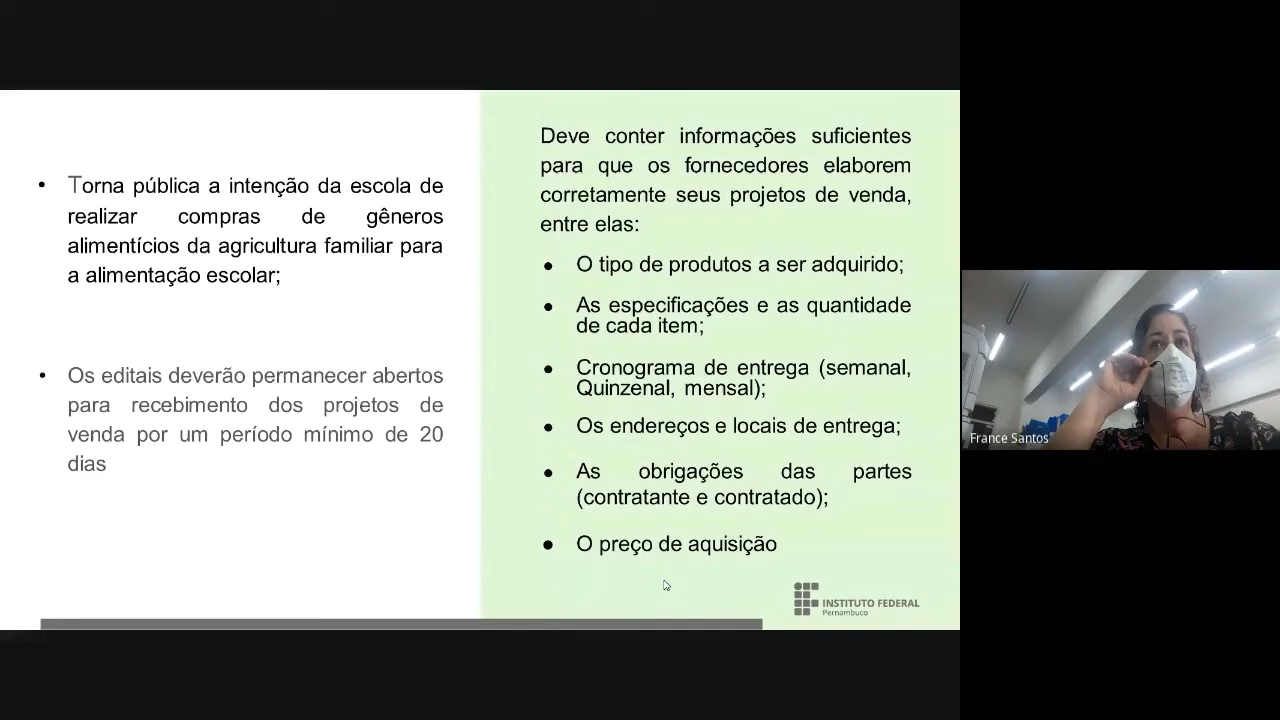 Torna pública a intenção da escola de
realizar compras de gêneros
alimentícios da agricultura familiar para
a alimentação escolar;
Os editais deverão permanecer abertos
para recebimento dos projetos de
venda por um período mínimo de 20
dias
Deve conter informações suficientes
para que os fornecedores elaborem
corretamente seus projetos de venda,
entre elas:
O tipo de produtos a ser adquirido;
As especificações e as quantidade
de cada item;
Cronograma de entrega (semanal,
Quinzenal, mensal);
Os endereços e locais de entrega;
As obrigações das partes
(contratante e contratado);
O preço de aquisição
INSTITUTO FEDERAL
Pernambuco
France Santos